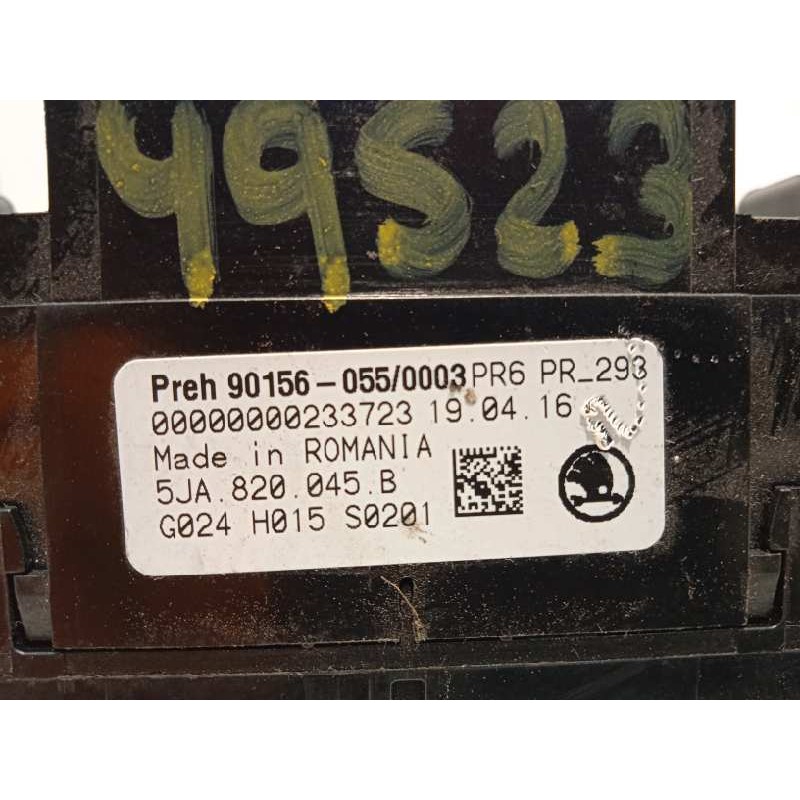 49523
Preh 90156-055/0003 PR6 PR_293
00000000233723 19.04.16
Made in ROMANIA
5JA.820.045.B
G024 H015 S0201